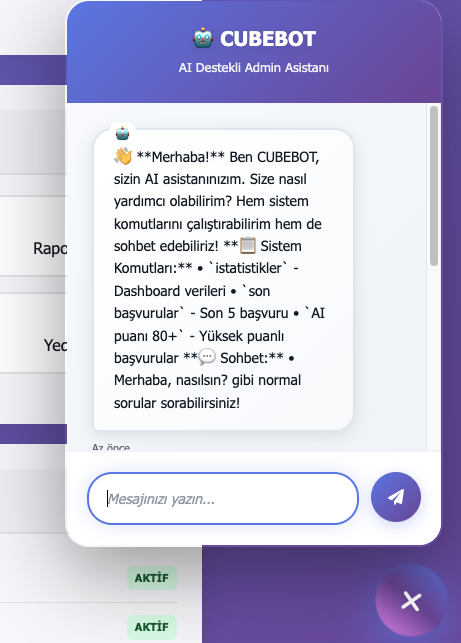 🤖 CUBEBOT
AI Destekli Admin Asistanı
👋 **Merhaba!** Ben CUBEBOT,
sizin AI asistanınızım. Size nasıl
yardımcı olabilirim? Hem sistem
komutlarını çalıştırabilirim hem de
sohbet edebiliriz! **📋 Sistem
Komutları:** • `istatistikler` -
Dashboard verileri • `son
başvurular` - Son 5 başvuru • `AI
puanı 80+` - Yüksek puanlı
başvurular **💬 Sohbet:** •
Merhaba, nasılsın? gibi normal
sorular sorabilirsiniz!
Az önce
Mesajınızı yazın...
Rapo
Yed
AKTİF
AKTİF